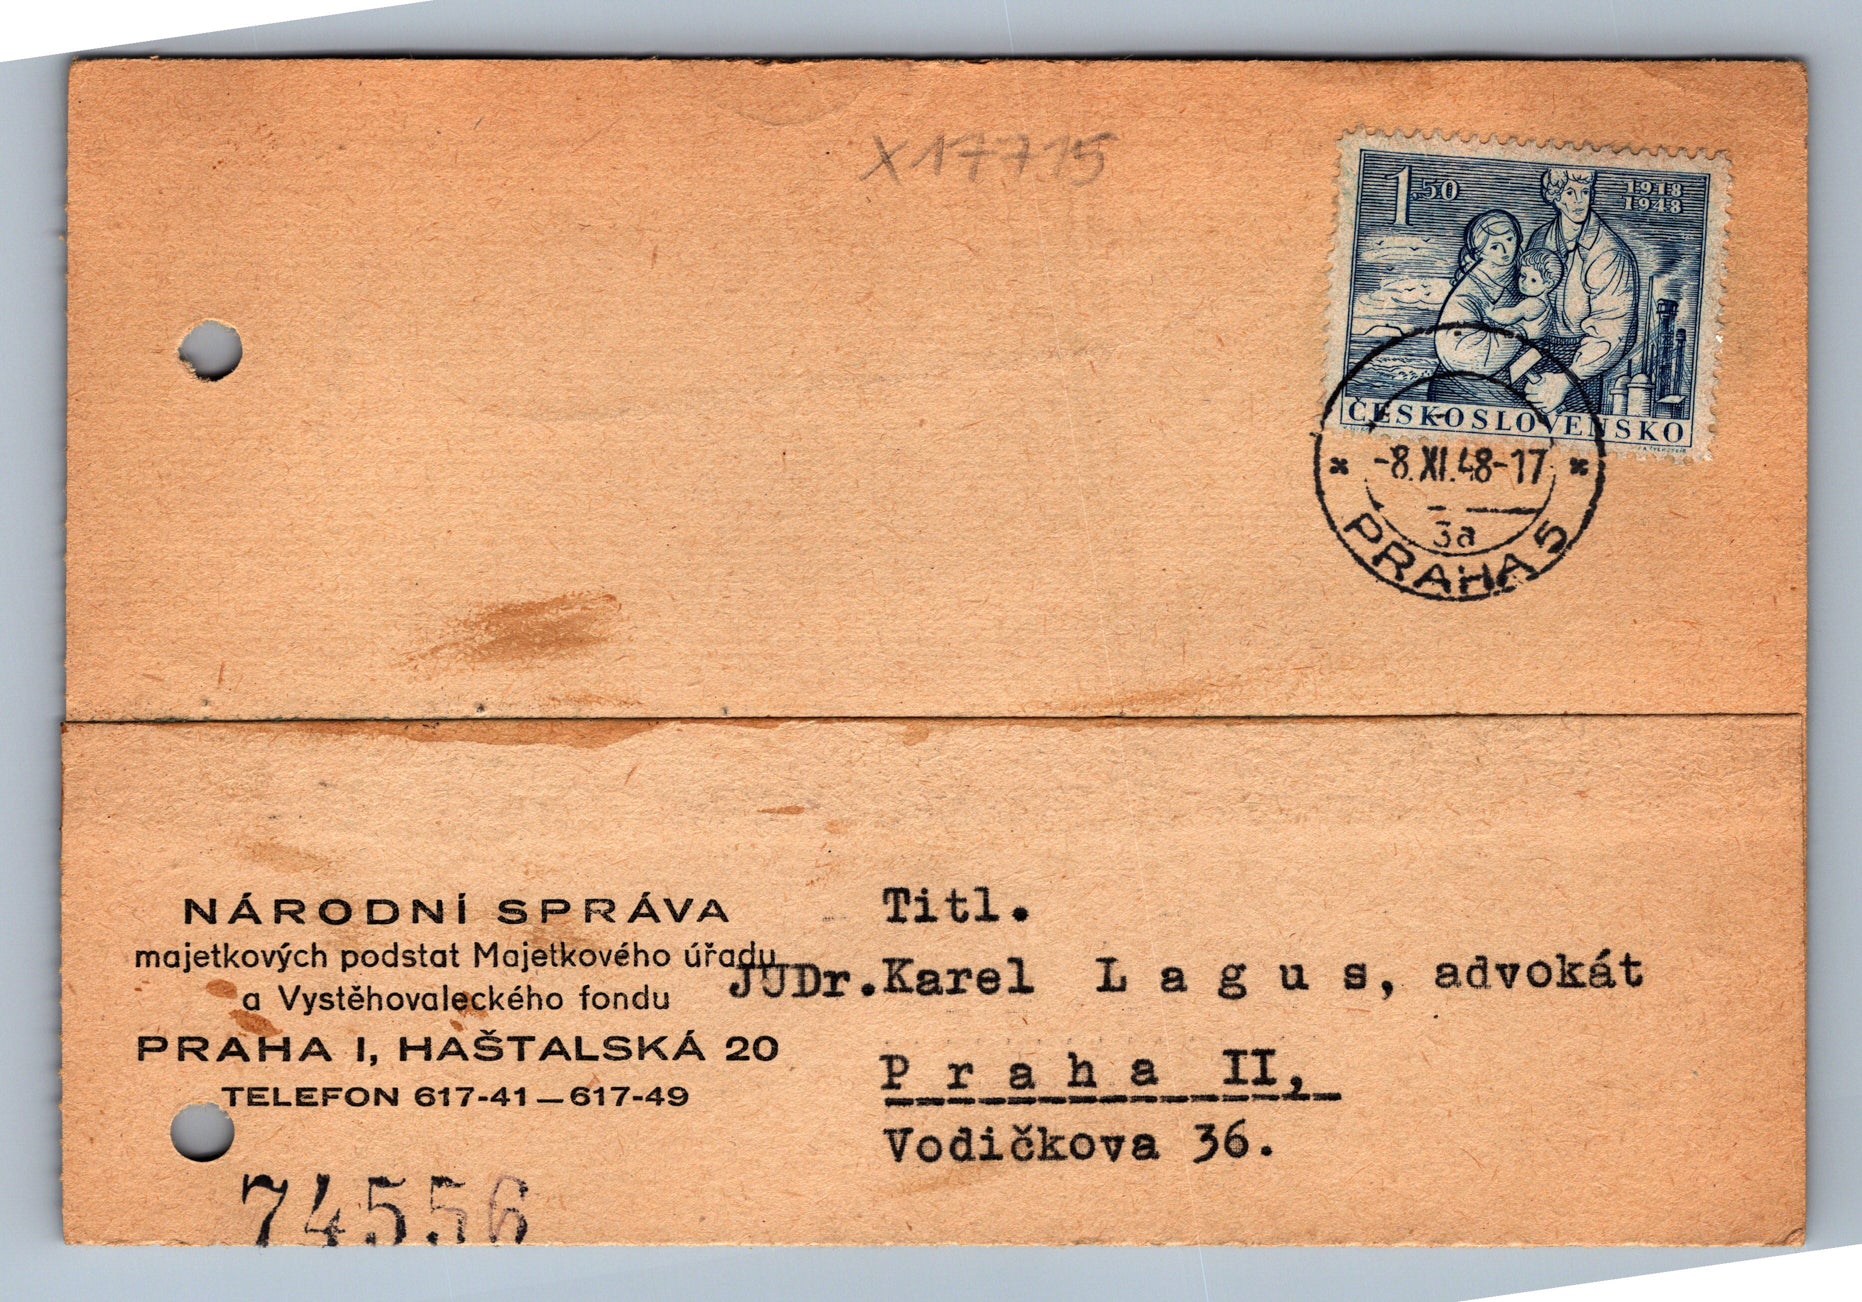 X17715
1.50
1918
1948
ČESKOSLOVENSKO
-8.XI.48-17
3a
PRAHA 5
NÁRODNÍ SPRÁVA
majetkových podstat Majetkového úřadu
a Vystěhovaleckého fondu
PRAHA I, HAŠTALSKÁ 20
TELEFON 617-41—617-49
Titl.
JUDr.Karel L a g u s, advokát
P r a h a II,
Vodičkova 36.
74556